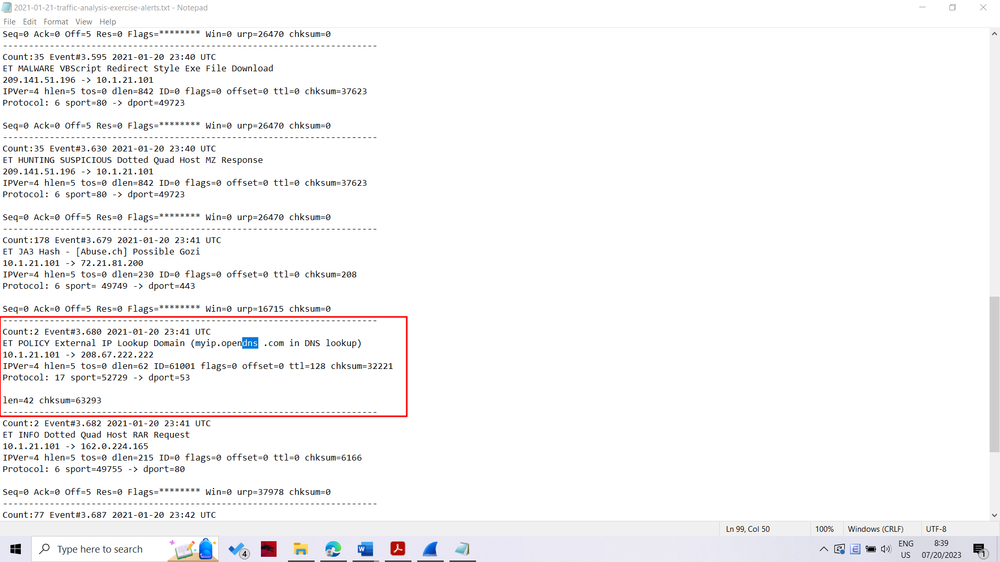 2021-01-21-traffic-analysis-exercise-alerts.txt - Notepad
File Edit Format View Help
Seq=0 Ack=0 Off=5 Res=0 Flags=******** Win=0 urp=26470 chksum=0
------------------------------------------------------------------------
Count:35 Event#3.595 2021-01-20 23:40 UTC
ET MALWARE VBScript Redirect Style Exe File Download
209.141.51.196 -> 10.1.21.101
IPVer=4 hlen=5 tos=0 dlen=842 ID=0 flags=0 offset=0 ttl=0 chksum=37623
Protocol: 6 sport=80 -> dport=49723
Seq=0 Ack=0 Off=5 Res=0 Flags=******** Win=0 urp=26470 chksum=0
------------------------------------------------------------------------
Count:35 Event#3.630 2021-01-20 23:40 UTC
ET HUNTING SUSPICIOUS Dotted Quad Host MZ Response
209.141.51.196 -> 10.1.21.101
IPVer=4 hlen=5 tos=0 dlen=842 ID=0 flags=0 offset=0 ttl=0 chksum=37623
Protocol: 6 sport=80 -> dport=49723
Seq=0 Ack=0 Off=5 Res=0 Flags=******** Win=0 urp=26470 chksum=0
------------------------------------------------------------------------
Count:178 Event#3.679 2021-01-20 23:41 UTC
ET JA3 Hash - [Abuse.ch] Possible Gozi
10.1.21.101 -> 72.21.81.200
IPVer=4 hlen=5 tos=0 dlen=230 ID=0 flags=0 offset=0 ttl=0 chksum=208
Protocol: 6 sport= 49749 -> dport=443
Seq=0 Ack=0 Off=5 Res=0 Flags=******** Win=0 urp=16715 chksum=0
------------------------------------------------------------------------
Count:2 Event#3.680 2021-01-20 23:41 UTC
ET POLICY External IP Lookup Domain (myip.opendns .com in DNS lookup)
10.1.21.101 -> 208.67.222.222
IPVer=4 hlen=5 tos=0 dlen=62 ID=61001 flags=0 offset=0 ttl=128 chksum=32221
Protocol: 17 sport=52729 -> dport=53
len=42 chksum=63293
------------------------------------------------------------------------
Count:2 Event#3.682 2021-01-20 23:41 UTC
ET INFO Dotted Quad Host RAR Request
10.1.21.101 -> 162.0.224.165
IPVer=4 hlen=5 tos=0 dlen=215 ID=0 flags=0 offset=0 ttl=0 chksum=6166
Protocol: 6 sport=49755 -> dport=80
Seq=0 Ack=0 Off=5 Res=0 Flags=******** Win=0 urp=37978 chksum=0
------------------------------------------------------------------------
Count:77 Event#3.687 2021-01-20 23:42 UTC
Ln 99, Col 50 100% Windows (CRLF) UTF-8
Type here to search 4 W E ENG 8:39
US 07/20/2023 1